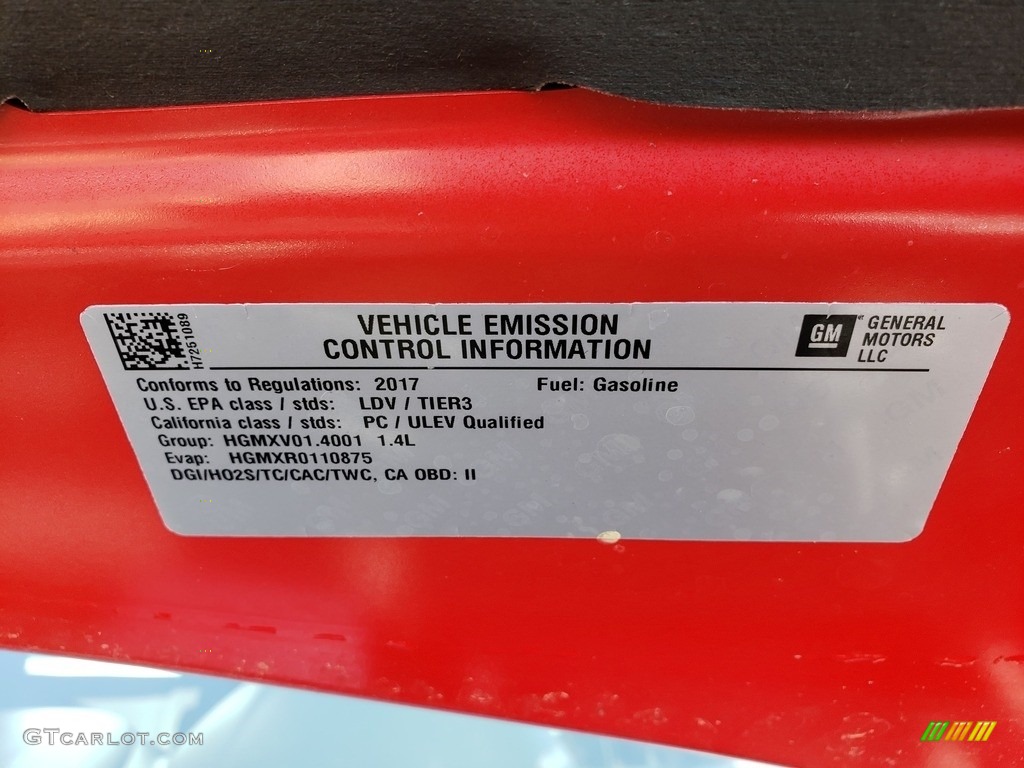 H7251089
VEHICLE EMISSION
CONTROL INFORMATION
GM
GENERAL
MOTORS
LLC
Conforms to Regulations: 2017 Fuel: Gasoline
U.S. EPA class / stds: LDV / TIER3
California class / stds: PC / ULEV Qualified
Group: HGMXV01.4001 1.4L
Evap: HGMXR0110875
DGI/HO2S/TC/CAC/TWC, CA OBD: II
GTCARLOT.COM